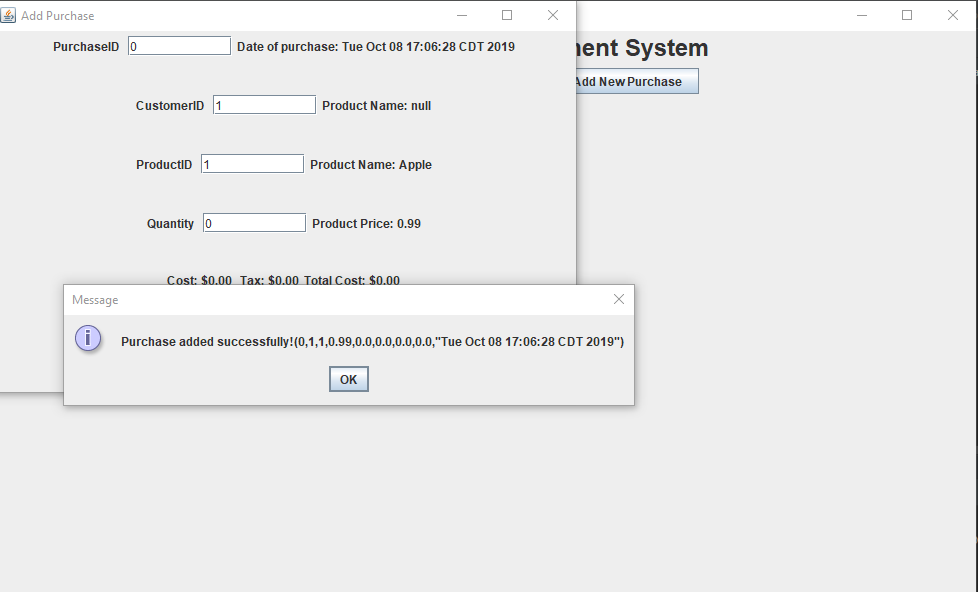 Add Purchase
PurchaseID 0 Date of purchase: Tue Oct 08 17:06:28 CDT 2019
System
Add New Purchase
CustomerID 1 Product Name: null
ProductID 1 Product Name: Apple
Quantity 0 Product Price: 0.99
Cost: $0.00 Tax: $0.00 Total Cost: $0.00
Message
Purchase added successfully!(0,1,1,0.99,0.0,0.0,0.0,0.0,"Tue Oct 08 17:06:28 CDT 2019")
OK